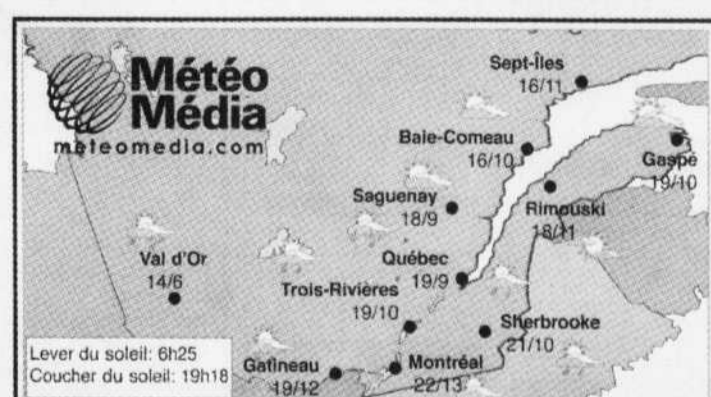 Météo
Média
meteomedia.com
Sept-Îles
16/11
Baie-Comeau
16/10
Gaspé
19/10
Saguenay
18/9
Rimouski
18/11
Val d'Or
14/6
Québec
19/9
Trois-Rivières
19/10
Sherbrooke
21/10
Lever du soleil: 6h25
Coucher du soleil: 19h18
Gatineau
19/12
Montréal
22/13